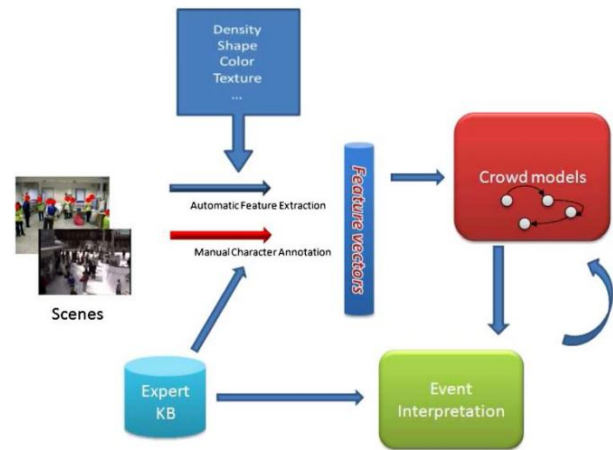 Density
Shape
Color
Texture
...
Automatic Feature Extraction
Manual Character Annotation
Scenes
Feature vectors
Crowd models
Expert
KB
Event
Interpretation